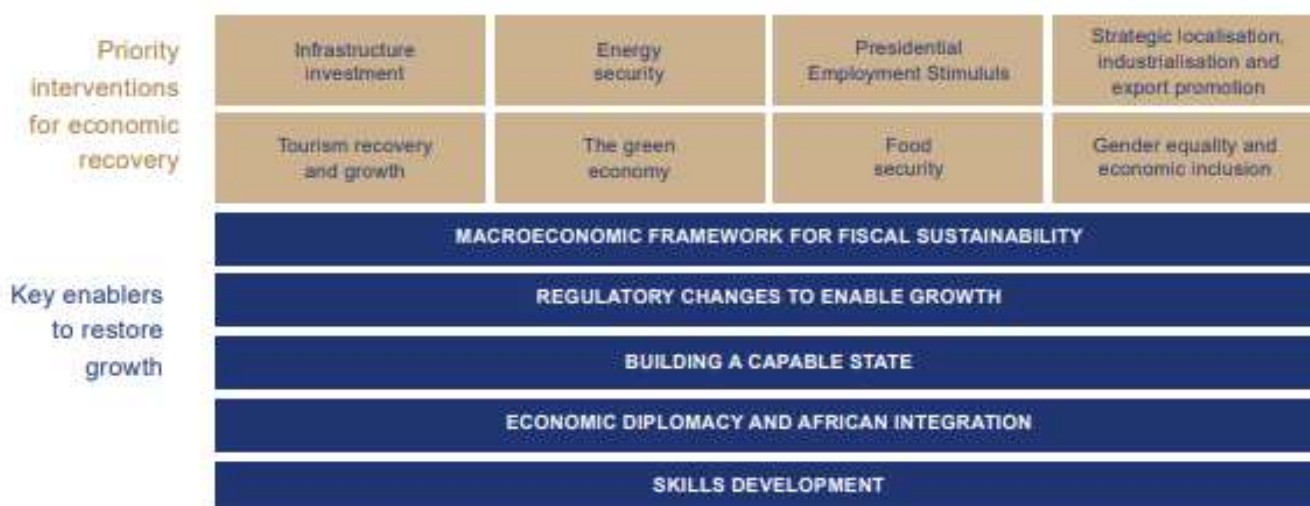 Priority
interventions
for economic
recovery
Infrastructure
investment
Energy
security
Presidential
Employment Stimululs
Strategic localisation,
industrialisation and
export promotion
Tourism recovery
and growth
The green
economy
Food
security
Gender equality and
economic inclusion
Key enablers
to restore
growth
MACROECONOMIC FRAMEWORK FOR FISCAL SUSTAINABILITY
REGULATORY CHANGES TO ENABLE GROWTH
BUILDING A CAPABLE STATE
ECONOMIC DIPLOMACY AND AFRICAN INTEGRATION
SKILLS DEVELOPMENT